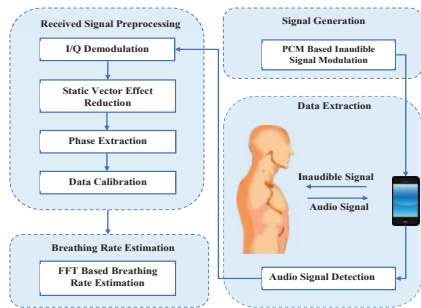 Received Signal Preprocessing
I/Q Demodulation
Static Vector Effect
Reduction
Phase Extraction
Data Calibration
Breathing Rate Estimation
FFT Based Breathing
Rate Estimation
Signal Generation
PCM Based Inaudible
Signal Modulation
Data Extraction
Inaudible Signal
Audio Signal
Audio Signal Detection